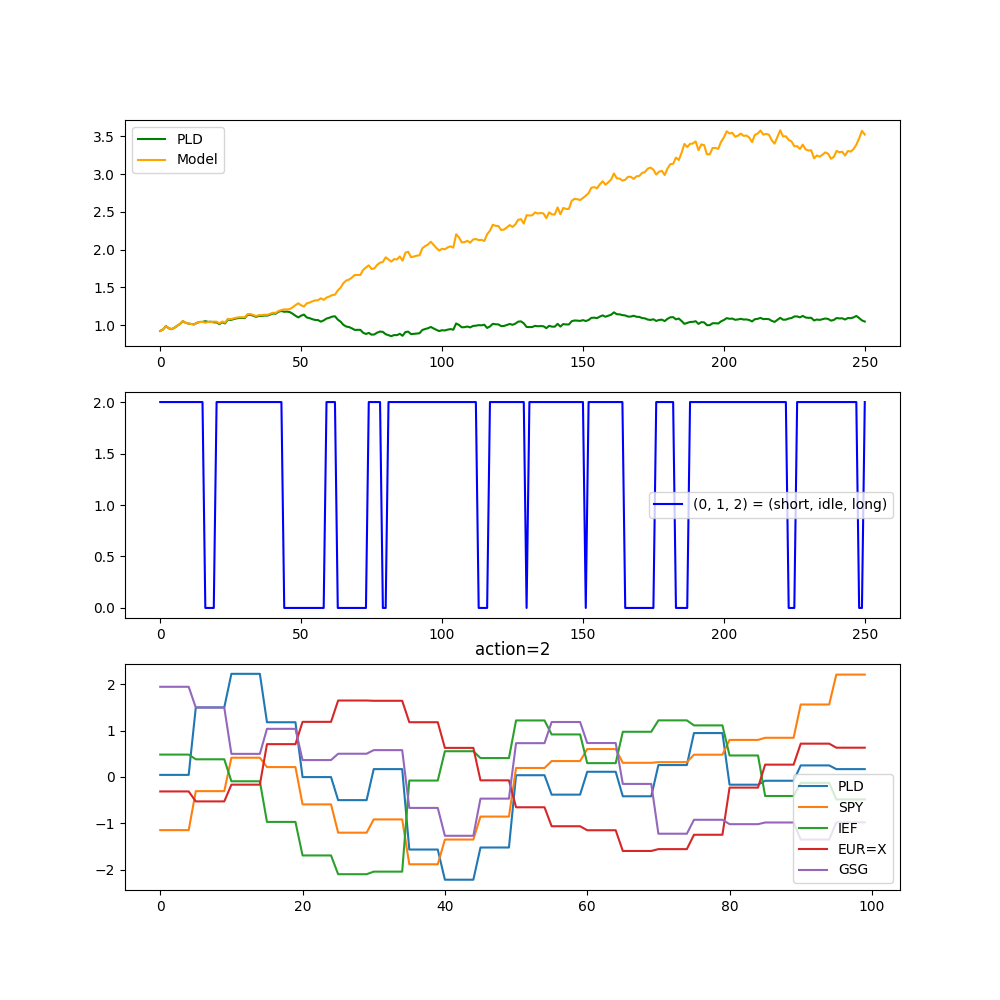 PLD
Model
3.5
3.0
2.5
2.0
1.5
1.0
0 50 100 150 200 250
2.0
1.5
1.0
0.5
0.0
(0, 1, 2) = (short, idle, long)
0 50 100 150 200 250
action=2
2
1
0
−1
−2
PLD
SPY
IEF
EUR=X
GSG
0 20 40 60 80 100